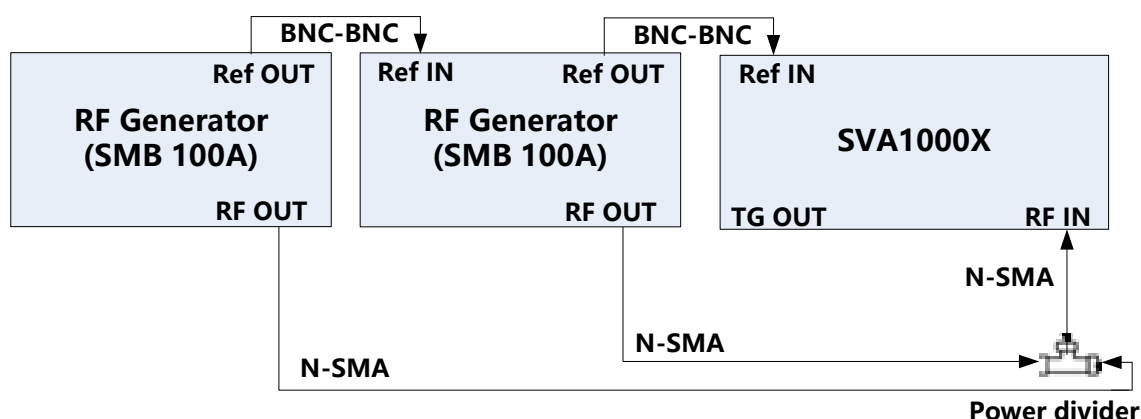 BNC-BNC
BNC-BNC
Ref OUT
Ref IN
Ref OUT
Ref IN
RF Generator
(SMB 100A)
RF Generator
(SMB 100A)
SVA1000X
RF OUT
RF OUT
TG OUT
RF IN
N-SMA
N-SMA
N-SMA
Power divider